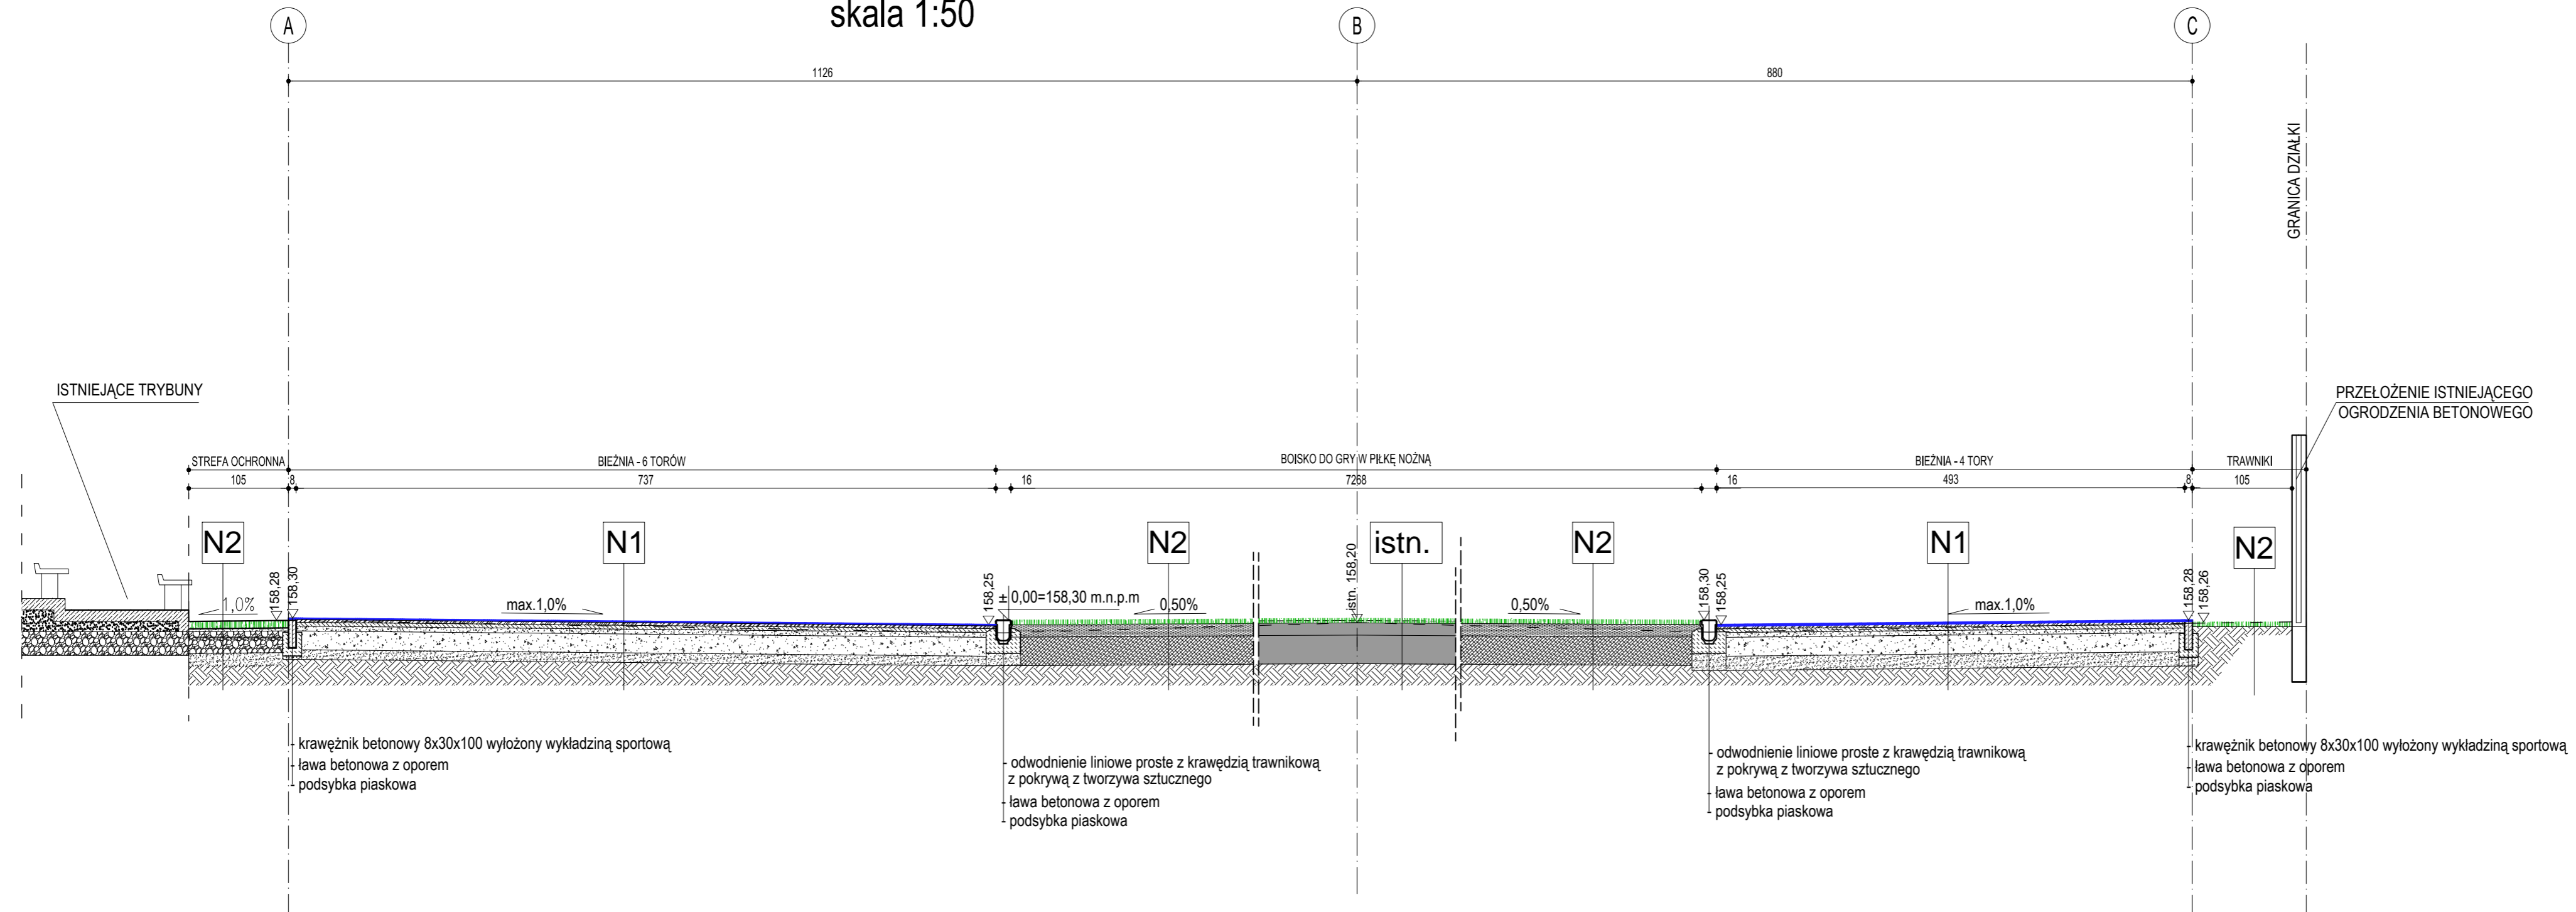 skala 1:50
A
B
C
1126
880
GRANICA DZIAŁKI
ISTNIEJĄCE TRYBUNY
PRZEŁOŻENIE ISTNIEJĄCEGO
OGRODZENIA BETONOWEGO
STREFA OCHRONNA
BIEŻNIA - 6 TORÓW
BOISKO DO GRY W PIŁKĘ NOŻNĄ
BIEŻNIA - 4 TORY
TRAWNIKI
105
8
737
16
7268
16
493
8
105
N2
N1
N2
istn.
N2
N1
N2
158,28
158,30
158,25
± 0,00=158,30 m.n.p.m
istn. 158,20
158,30
158,25
158,28
158,26
1,0%
max.1,0%
0,50%
0,50%
max.1,0%
- krawężnik betonowy 8x30x100 wyłożony wykładziną sportową
- ława betonowa z oporem
- podsybka piaskowa
- odwodnienie liniowe proste z krawędzią trawnikową
z pokrywą z tworzywa sztucznego
- ława betonowa z oporem
- podsybka piaskowa
- odwodnienie liniowe proste z krawędzią trawnikową
z pokrywą z tworzywa sztucznego
- ława betonowa z oporem
- podsybka piaskowa
- krawężnik betonowy 8x30x100 wyłożony wykładziną sportową
- ława betonowa z oporem
- podsybka piaskowa